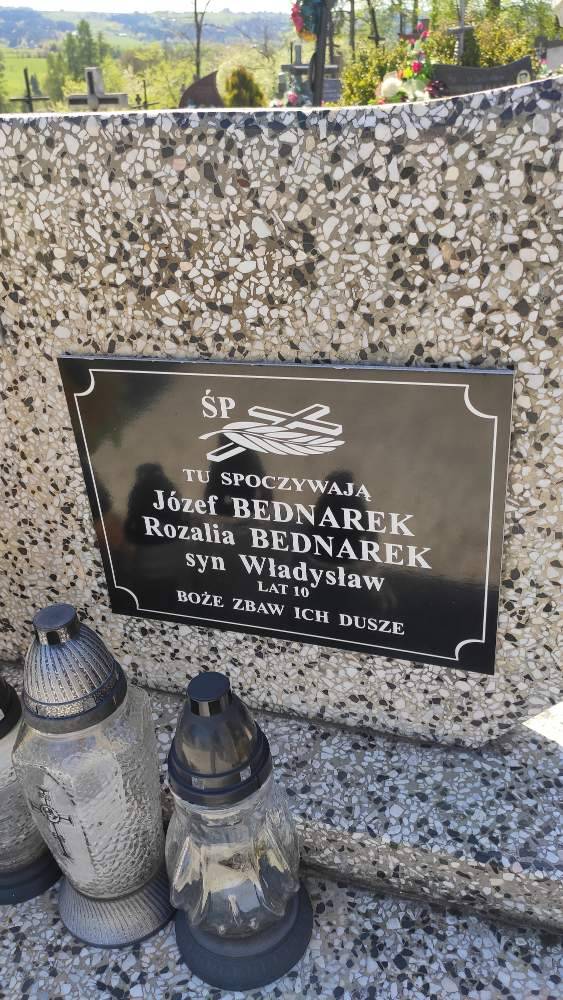 ŚP
TU SPOCZYWAJĄ
Józef BEDNAREK
Rozalia BEDNAREK
syn Władysław
LAT 10
BOŻE ZBAW ICH DUSZE